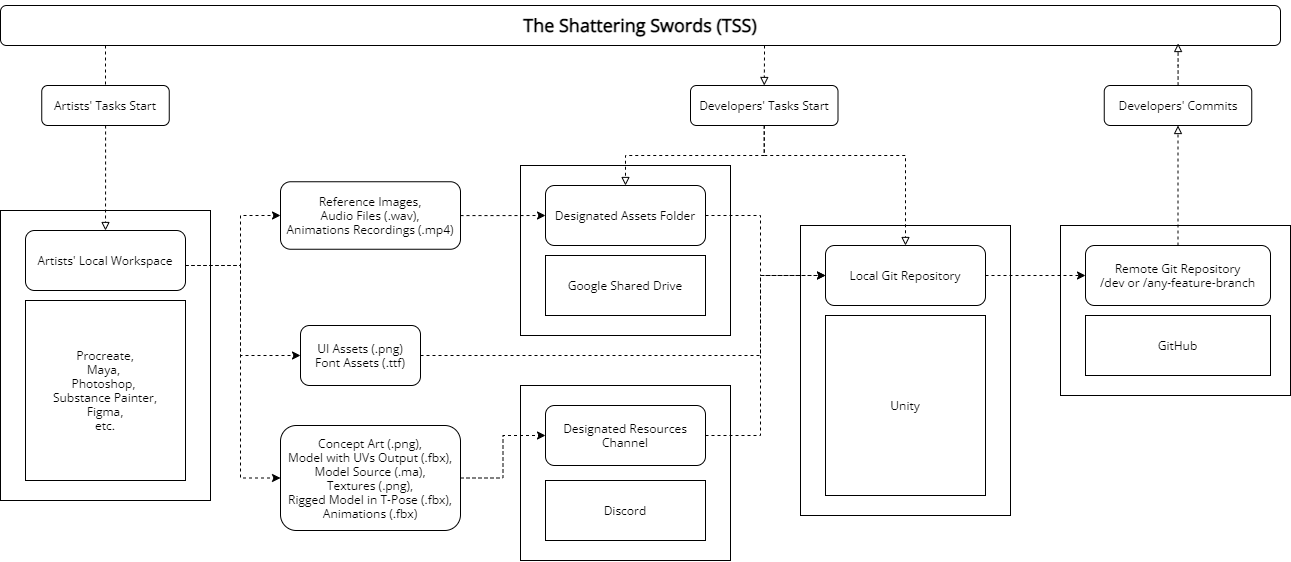 The Shattering Swords (TSS)
Artists' Tasks Start
Developers' Tasks Start
Developers' Commits
Artists' Local Workspace
Procreate,
Maya,
Photoshop,
Substance Painter,
Figma,
etc.
Reference Images,
Audio Files (.wav),
Animations Recordings (.mp4)
UI Assets (.png)
Font Assets (.ttf)
Concept Art (.png),
Model with UVs Output (.fbx),
Model Source (.ma),
Textures (.png),
Rigged Model in T-Pose (.fbx),
Animations (.fbx)
Designated Assets Folder
Google Shared Drive
Designated Resources
Channel
Discord
Local Git Repository
Unity
Remote Git Repository
/dev or /any-feature-branch
GitHub